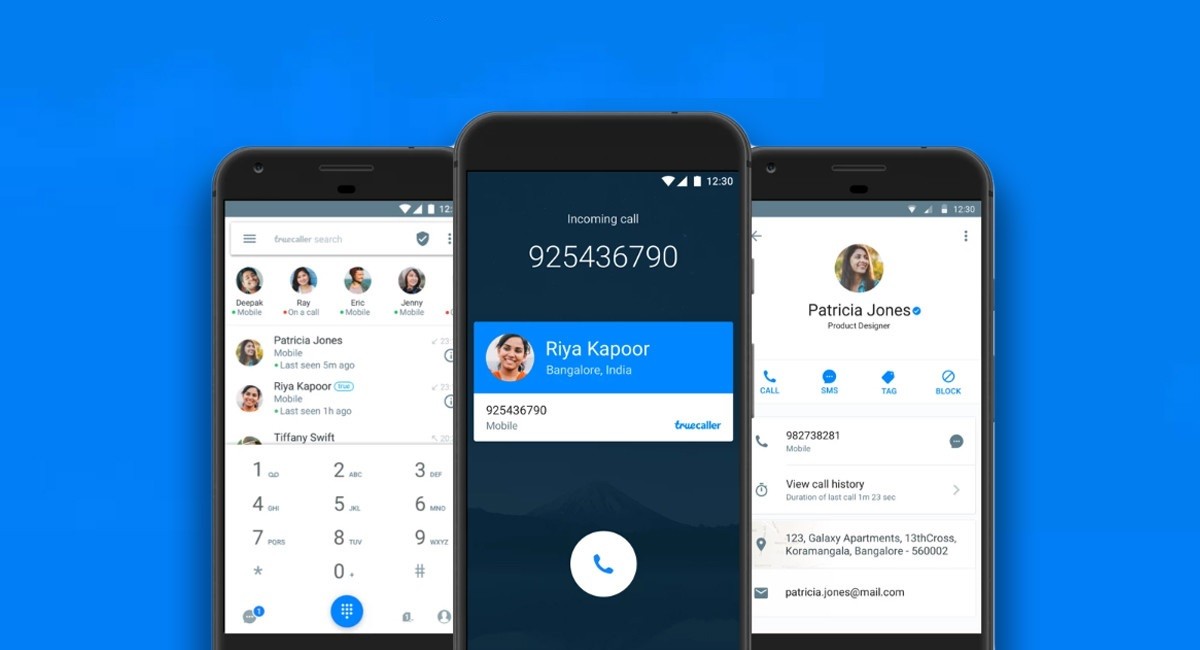 12:
truecaller search
Deepak
Mobile
Ray
On a call
Eric
Mobile
Jenny
Mobile
Patricia Jones
Mobile
Last seen 5m ago
23
Riya Kapoor true
Mobile
Last seen 1h ago
23
Tiffany Swift
20
1
2 ABC
3 DEF
4 GHI
5 JKL
6 MNO
7 PQRS
8 TUV
9 WXYZ
*
0 +
#
1
12:30
Incoming call
925436790
Riya Kapoor
Bangalore, India
925436790
Mobile
truecaller
12:30
Patricia Jones
Product Designer
CALL
SMS
TAG
BLOCK
982738281
Mobile
View call history
Duration of last call 1m 23 sec
123, Galaxy Apartments, 13thCross,
Koramangala, Bangalore - 560002
patricia.jones@mail.com